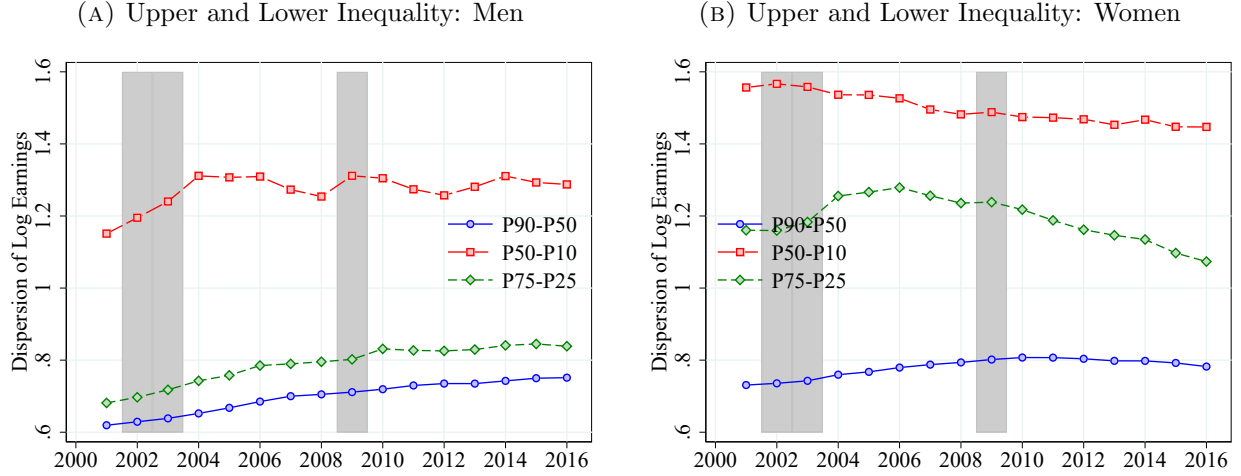 (A) Upper and Lower Inequality: Men
Dispersion of Log Earnings
1.6
1.4
1.2
1
.8
.6
P90-P50
P50-P10
P75-P25
2000 2002 2004 2006 2008 2010 2012 2014 2016
(B) Upper and Lower Inequality: Women
Dispersion of Log Earnings
1.6
1.4
1.2
1
.8
.6
P90-P50
P50-P10
P75-P25
2000 2002 2004 2006 2008 2010 2012 2014 2016